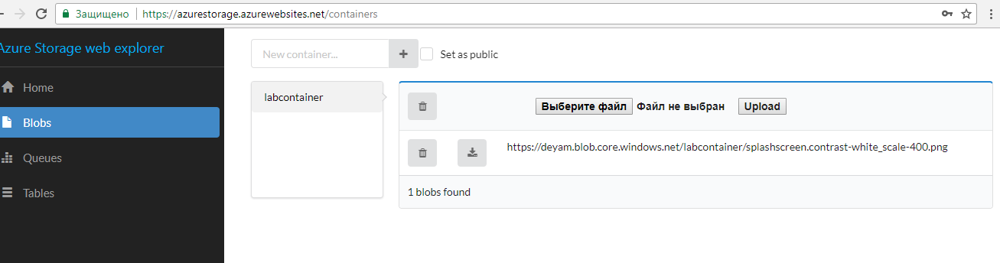 Защищено https://azurestorage.azurewebsites.net/containers
Azure Storage web explorer
Home
Blobs
Queues
Tables
New container... + Set as public
labcontainer
Выберите файл Файл не выбран Upload
https://deyam.blob.core.windows.net/labcontainer/splashscreen.contrast-white_scale-400.png
1 blobs found